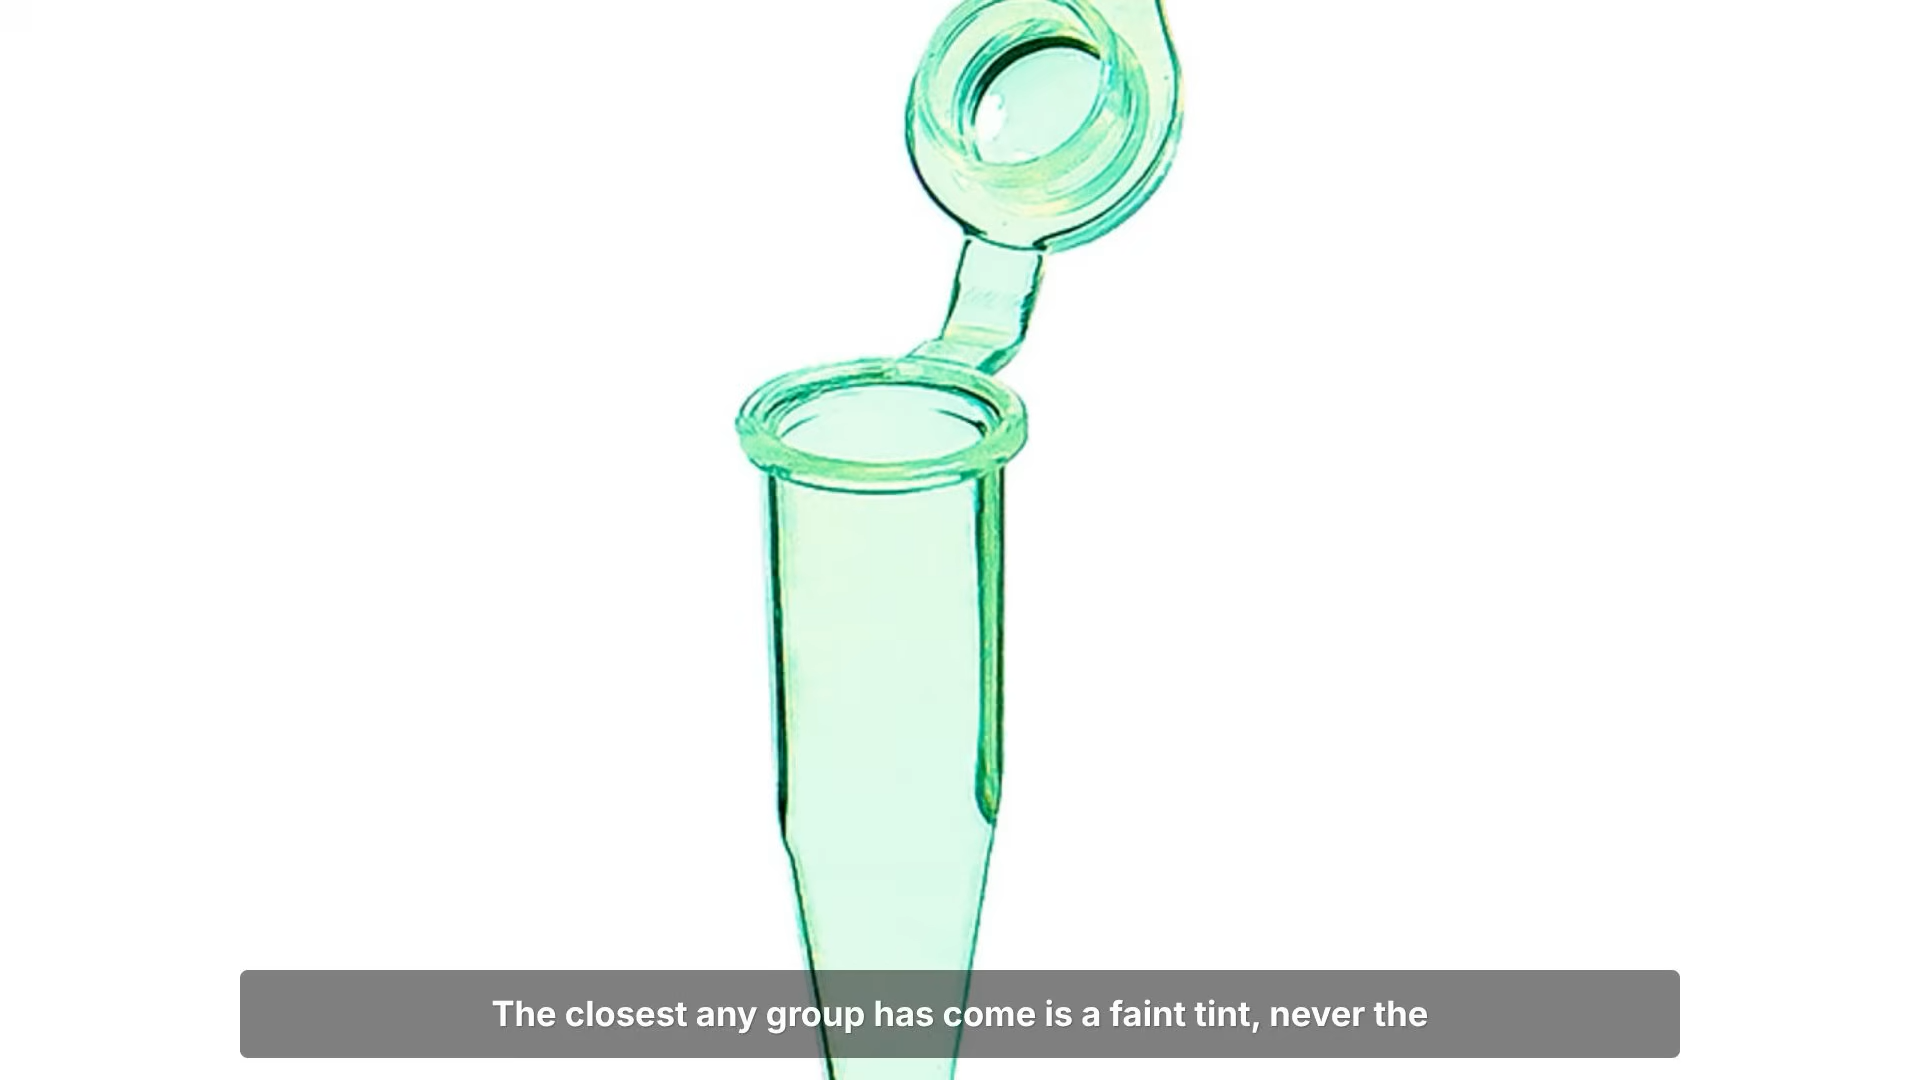 The closest any group has come is a faint tint, never the